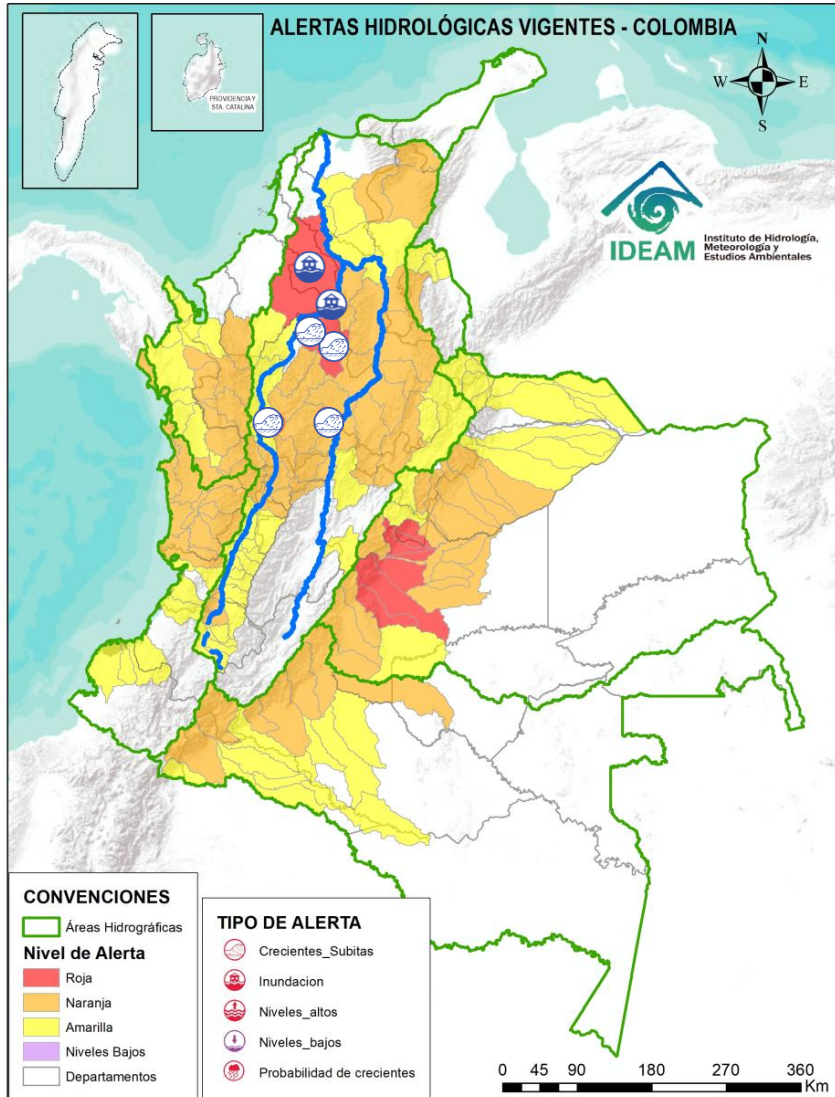 ALERTAS HIDROLÓGICAS VIGENTES - COLOMBIA
PROVIDENCIA Y
STA. CATALINA
N
W
E
S
IDEAM
Instituto de Hidrología,
Meteorología y
Estudios Ambientales
CONVENCIONES
Áreas Hidrográficas
Nivel de Alerta
Roja
Naranja
Amarilla
Niveles Bajos
Departamentos
TIPO DE ALERTA
Crecientes_Subitas
Inundacion
Niveles_altos
Niveles_bajos
Probabilidad de crecientes
0 45 90 180 270 360
Km